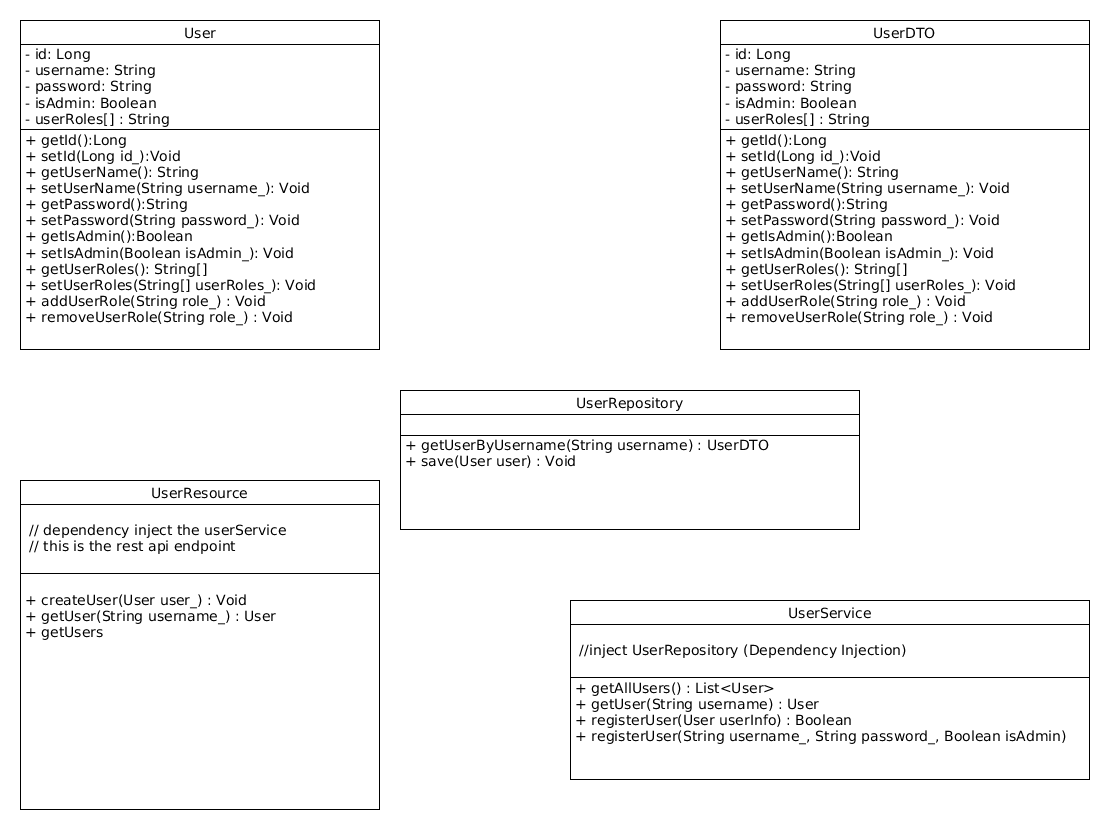 User
- id: Long
- username: String
- password: String
- isAdmin: Boolean
- userRoles[] : String
+ getId():Long
+ setId(Long id_):Void
+ getUserName(): String
+ setUserName(String username_): Void
+ getPassword():String
+ setPassword(String password_): Void
+ getIsAdmin():Boolean
+ setIsAdmin(Boolean isAdmin_): Void
+ getUserRoles(): String[]
+ setUserRoles(String[] userRoles_): Void
+ addUserRole(String role_) : Void
+ removeUserRole(String role_) : Void
UserDTO
- id: Long
- username: String
- password: String
- isAdmin: Boolean
- userRoles[] : String
+ getId():Long
+ setId(Long id_):Void
+ getUserName(): String
+ setUserName(String username_): Void
+ getPassword():String
+ setPassword(String password_): Void
+ getIsAdmin():Boolean
+ setIsAdmin(Boolean isAdmin_): Void
+ getUserRoles(): String[]
+ setUserRoles(String[] userRoles_): Void
+ addUserRole(String role_) : Void
+ removeUserRole(String role_) : Void
UserRepository
+ getUserByUsername(String username) : UserDTO
+ save(User user) : Void
UserResource
// dependency inject the userService
// this is the rest api endpoint
+ createUser(User user_) : Void
+ getUser(String username_) : User
+ getUsers
UserService
//inject UserRepository (Dependency Injection)
+ getAllUsers() : List<User>
+ getUser(String username) : User
+ registerUser(User userInfo) : Boolean
+ registerUser(String username_, String password_, Boolean isAdmin)